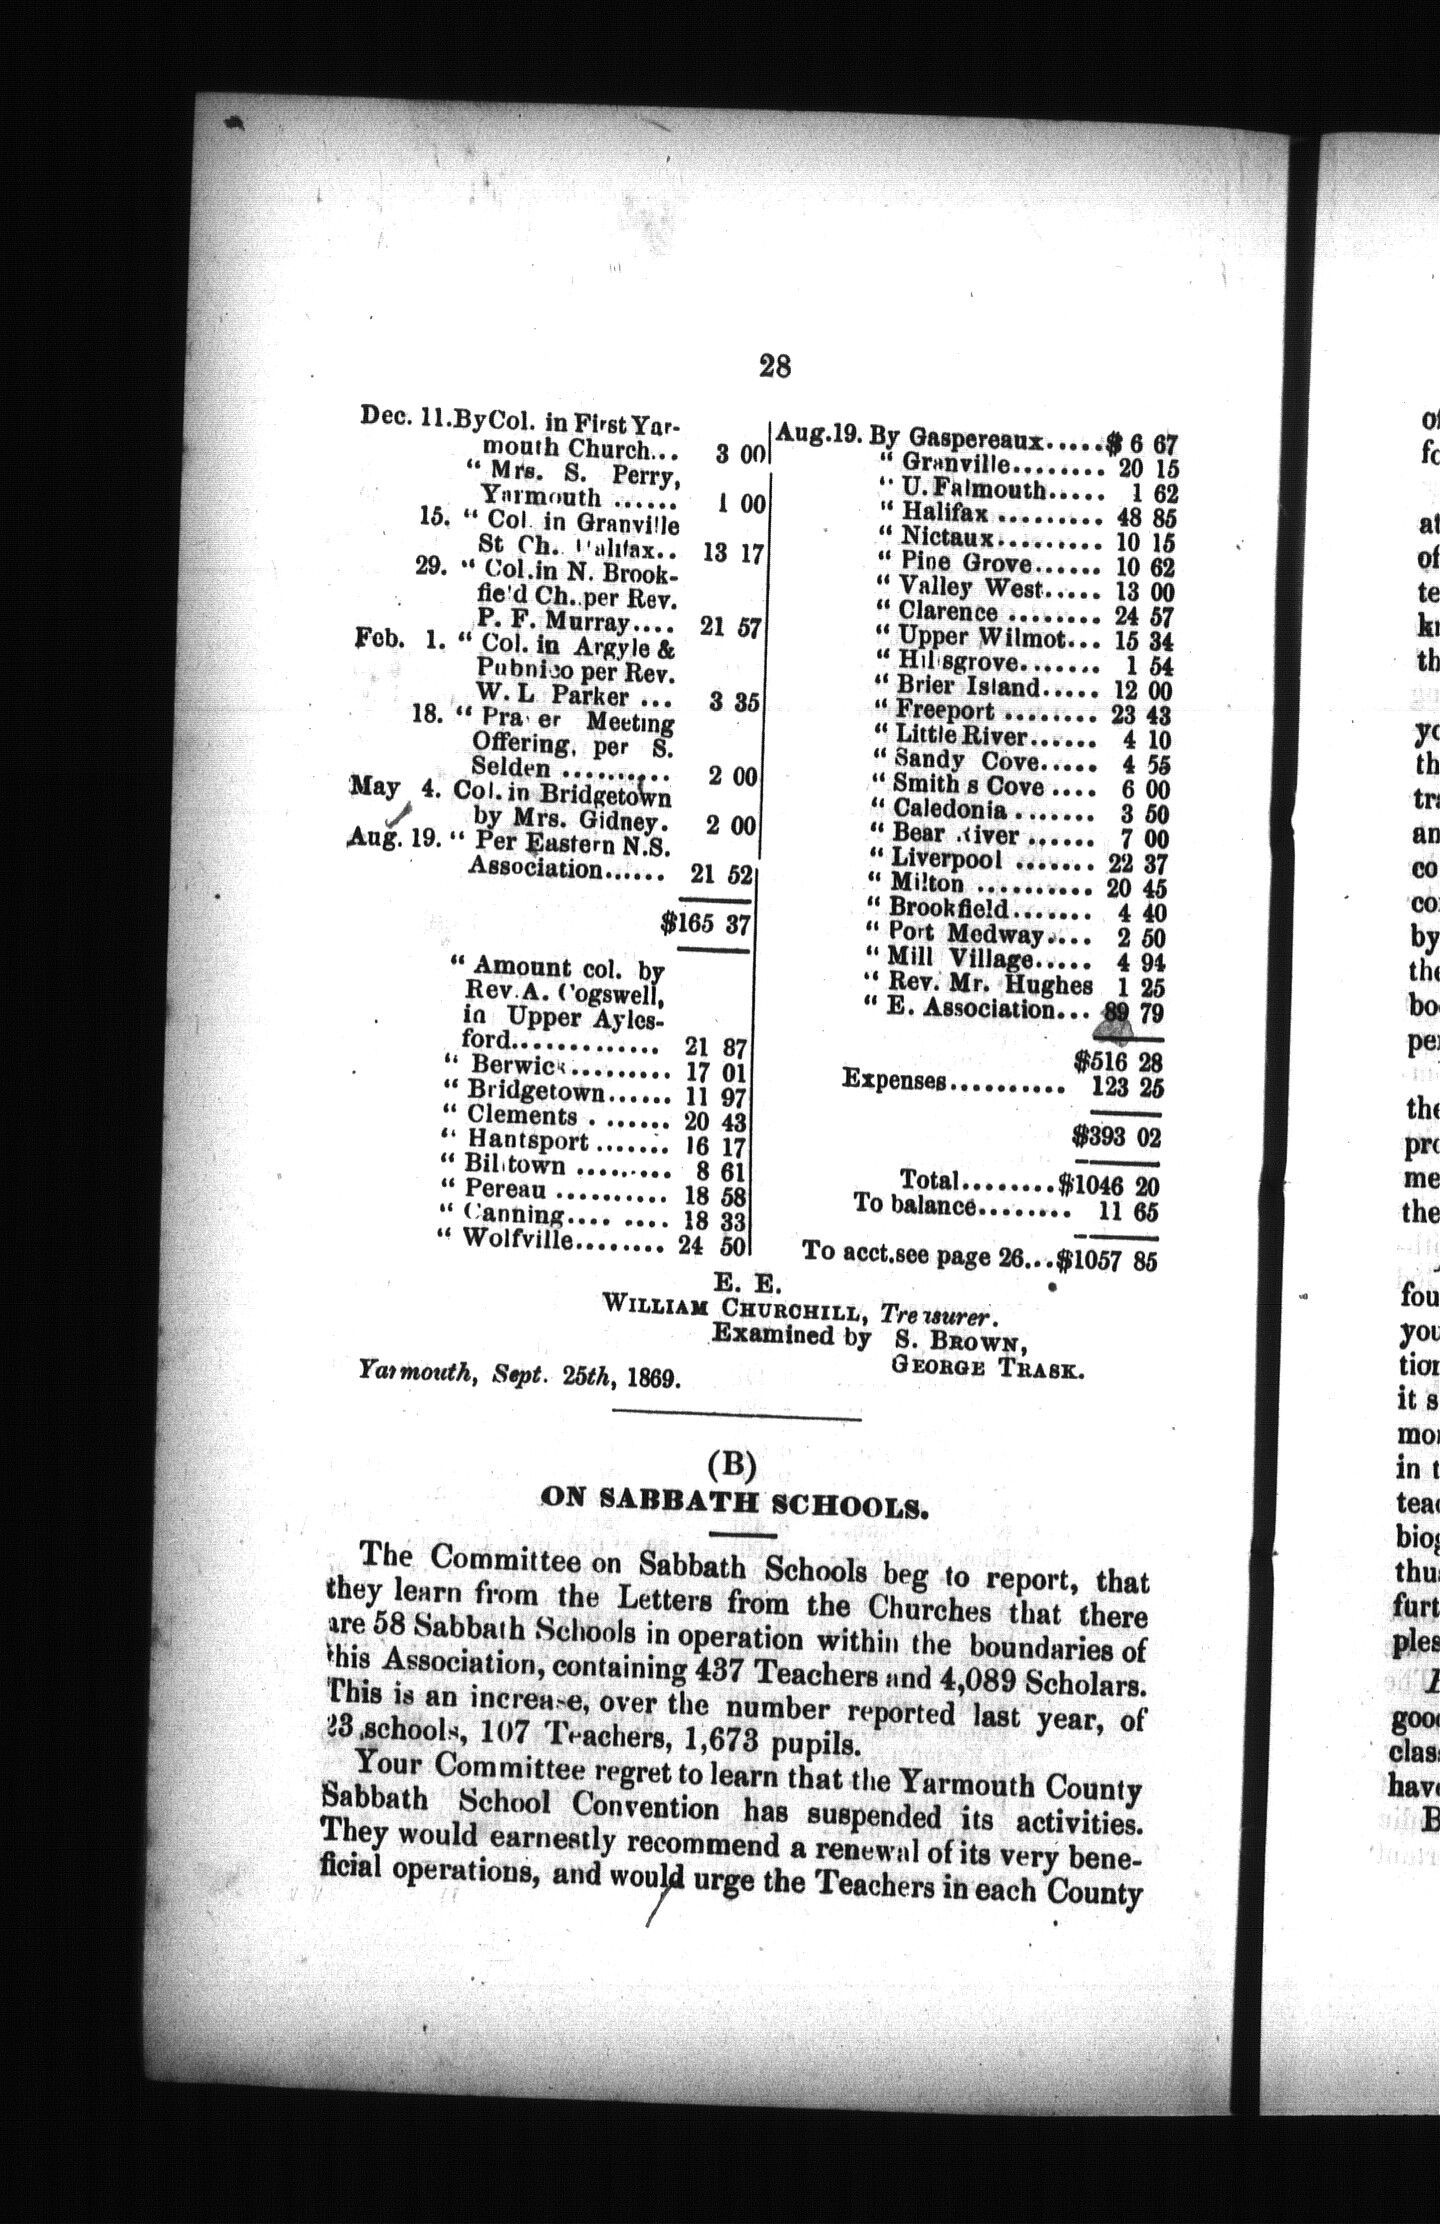 28
Dec. 11. By Col. in First Yar-
mouth Church... 3 00
" Mrs. S. Perry,
Yarmouth ...... 1 00
15. " Col. in Granville
St Ch. Halifax.. 13 17
29. " Col. in N. Brook-
field Ch. per Rev.
P. F. Murray.... 21 57
Feb. 1. " Col. in Argyle &
Pubnico per Rev.
W. L Parker ... 3 35
18. " Prayer Meeting
Offering, per S.
Selden .......... 2 00
May 4. Col. in Bridgetown
by Mrs. Gidney. 2 00
Aug. 19. " Per Eastern N.S.
Association...... 21 52
$165 37
" Amount col. by
Rev. A. Cogswell,
in Upper Ayles-
ford............. 21 87
" Berwick......... 17 01
" Bridgetown...... 11 97
" Clements . ...... 20 43
" Hantsport ....... 16 17
" Billtown ......... 8 61
" Pereau .......... 18 58
" Canning.... .... 18 33
" Wolfville........ 24 50
Aug. 19. By Gaspereaux.....$ 6 67
" Granville........ 20 15
" U. Falmouth..... 1 62
" Halifax ......... 48 85
" Nictaux.......... 10 15
" Pine Grove...... 10 62
" Valley West..... 13 00
" Clarence ........ 24 57
" Upper Wilmot... 15 34
" Hillsgrove....... 1 54
" Brier Island..... 12 00
" Freeport ........ 23 43
" Little River...... 4 10
" Sandy Cove..... 4 55
" Smith s Cove .... 6 00
" Caledonia ....... 3 50
" Bear River ...... 7 00
" Liverpool ....... 22 37
" Milton .......... 20 45
" Brookfield....... 4 40
" Port Medway.... 2 50
" Mill Village..... 4 94
" Rev. Mr. Hughes 1 25
" E. Association... 89 79
$516 28
Expenses.......... 123 25
$393 02
Total........$1046 20
To balance........ 11 65
To acct. see page 26...$1057 85
E. E.
WILLIAM CHURCHILL, Treasurer.
Examined by S. BROWN,
GEORGE TRASK.
Yarmouth, Sept. 25th, 1869.
(B)
ON SABBATH SCHOOLS.
The Committee on Sabbath Schools beg to report, that
they learn from the Letters from the Churches that there
are 58 Sabbath Schools in operation within the boundaries of
this Association, containing 437 Teachers and 4,089 Scholars.
This is an increase, over the number reported last year, of
23 schools, 107 Teachers, 1,673 pupils.
Your Committee regret to learn that the Yarmouth County
Sabbath School Convention has suspended its activities.
They would earnestly recommend a renewal of its very bene-
ficial operations, and would urge the Teachers in each County